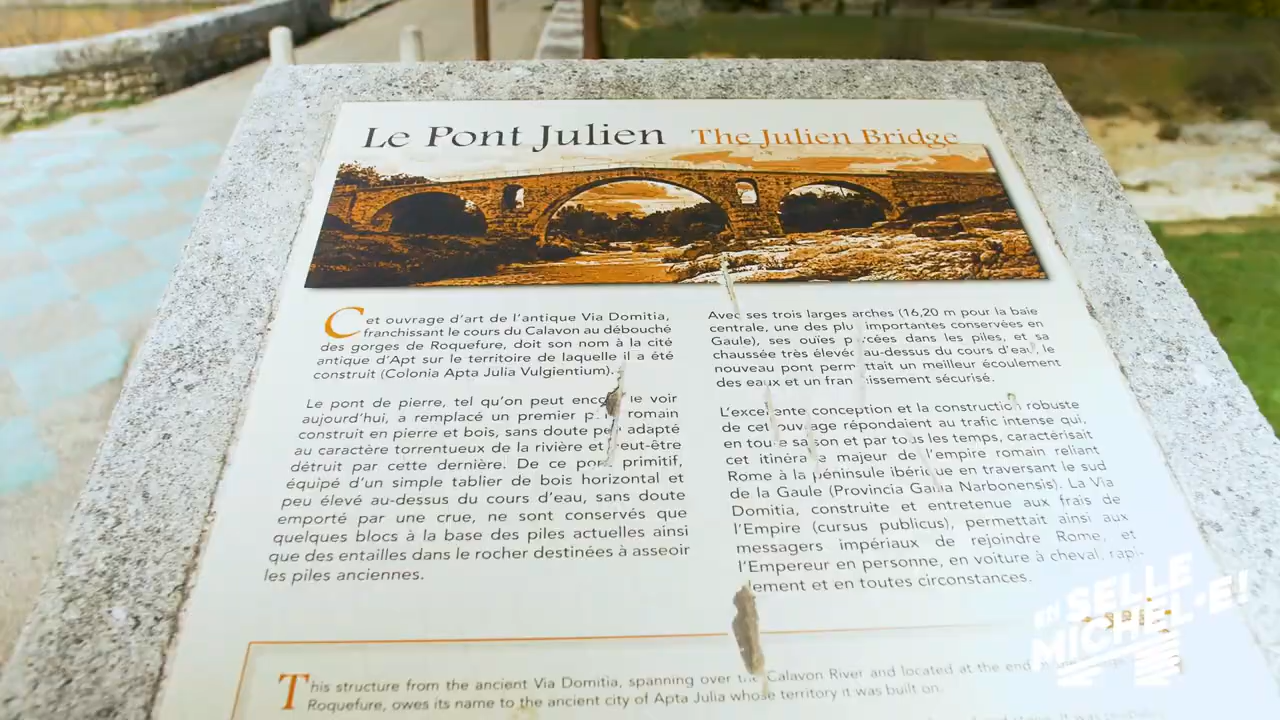 Le Pont Julien The Julien Bridge
Cet ouvrage d'art de l'antique Via Domitia,
franchissant le cours du Calavon au débouché
des gorges de Roquefure, doit son nom à la cité
antique d'Apt sur le territoire de laquelle il a été
construit (Colonia Apta Julia Vulgientium).
Le pont de pierre, tel qu'on peut encore le voir
aujourd'hui, a remplacé un premier pont romain
construit en pierre et bois, sans doute peu adapté
au caractère torrentueux de la rivière et peut-être
détruit par cette dernière. De ce pont primitif,
équipé d'un simple tablier de bois horizontal et
peu élevé au-dessus du cours d'eau, sans doute
emporté par une crue, ne sont conservés que
quelques blocs à la base des piles actuelles ainsi
que des entailles dans le rocher destinées à asseoir
les piles anciennes.
Avec ses trois larges arches (16,20 m pour la baie
centrale, une des plus importantes conservées en
Gaule), ses ouïes percées dans les piles, et sa
chaussée très élevée au-dessus du cours d'eau, le
nouveau pont permettait un meilleur écoulement
des eaux et un franchissement sécurisé.
L'excellente conception et la construction robuste
de cet ouvrage répondaient au trafic intense qui,
en toute saison et par tous les temps, caractérisait
cet itinéraire majeur de l'empire romain reliant
Rome à la péninsule ibérique en traversant le sud
de la Gaule (Provincia Gallia Narbonensis). La Via
Domitia, construite et entretenue aux frais de
l'Empire (cursus publicus), permettait ainsi aux
messagers impériaux de rejoindre Rome, et
l'Empereur en personne, en voiture à cheval, rapi-
dement et en toutes circonstances.
This structure from the ancient Via Domitia, spanning over the Calavon River and located at the end
Roquefure, owes its name to the ancient city of Apta Julia whose territory it was built on.
EN SELLE
MICHEL·E!